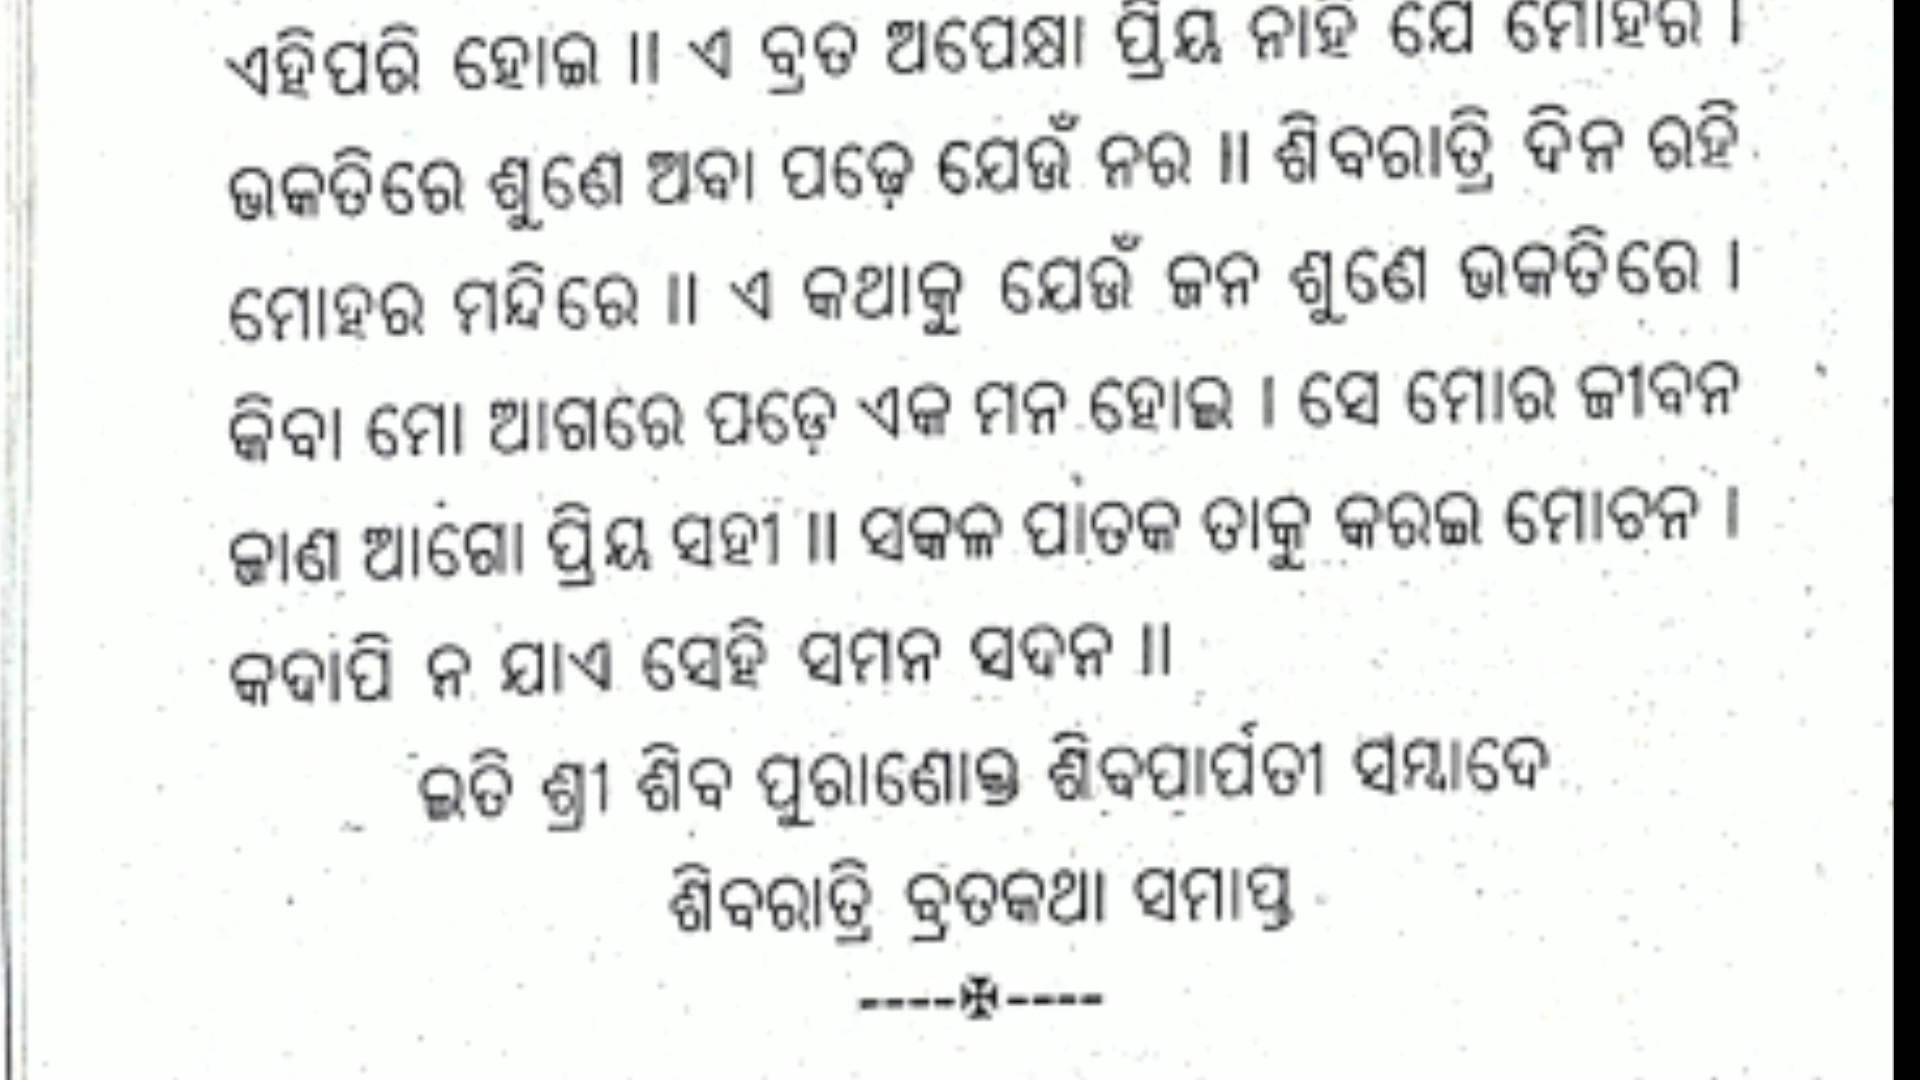 ଏହିପରି ହୋଇ ॥ ଏ ବ୍ରତ ଅପେକ୍ଷା ପ୍ରିୟ ନାହିଁ ଯେ ମୋହର ।
ଭକତିରେ ଶୁଣେ ଅବା ପଢ଼େ ଯେଉଁ ନର ॥ ଶିବରାତ୍ରି ଦିନ ରହି
ମୋହର ମନ୍ଦିରେ ॥ ଏ କଥାକୁ ଯେଉଁ ଜନ ଶୁଣେ ଭକତିରେ ।
କିବା ମୋ ଆଗରେ ପଢ଼େ ଏକ ମନ ହୋଇ । ସେ ମୋର ଜୀବନ
ଜାଣ ଆଗୋ ପ୍ରିୟ ସହୀ ॥ ସକଳ ପାତକ ତାକୁ କରଇ ମୋଚନ ।
କଦାପି ନ ଯାଏ ସେହି ସମନ ସଦନ ॥
ଇତି ଶ୍ରୀ ଶିବ ପୁରାଣୋକ୍ତ ଶିବପାର୍ପତୀ ସମ୍ଭାଦେ
ଶିବରାତ୍ରି ବ୍ରତକଥା ସମାପ୍ତ
----✠----